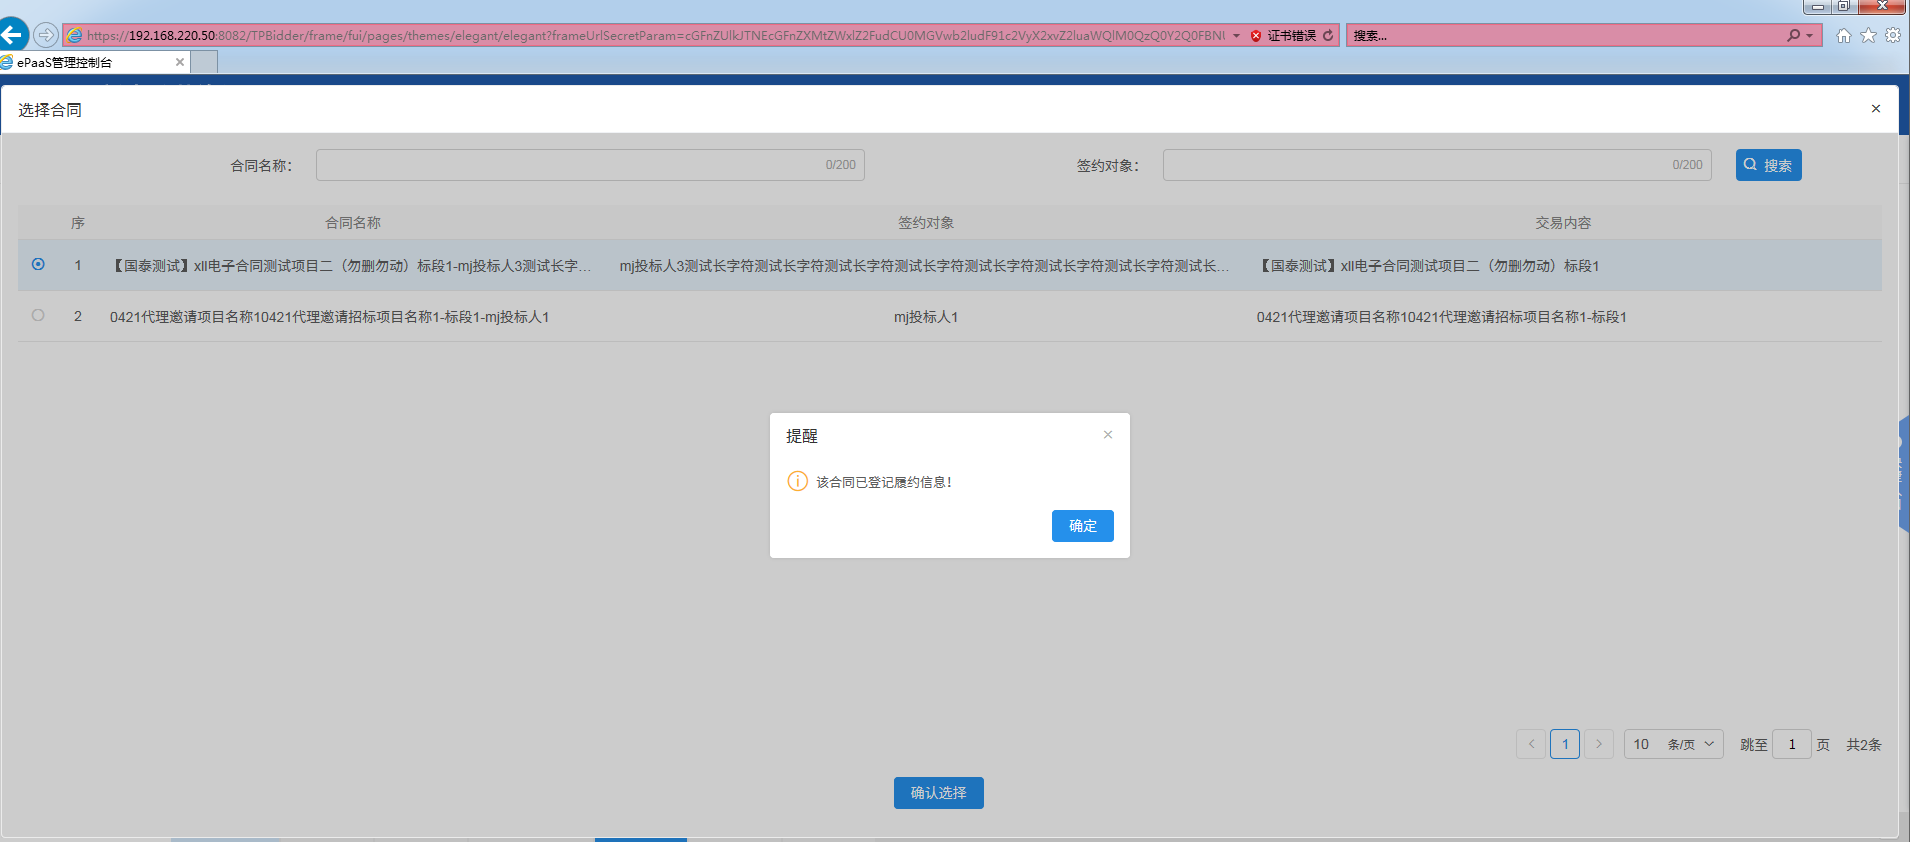 https://192.168.220.50:8082/TPBidder/frame/fui/pages/themes/elegant/elegant?frameUrlSecretParam= 证书错误 搜索...
ePaaS管理控制台
选择合同
合同名称： 0/200 签约对象： 0/200 搜索
序 合同名称 签约对象 交易内容
1 【国泰测试】xll电子合同测试项目二（勿删勿动）标段1-mj投标人3测试长字... mj投标人3测试长字符测试长字符测试长字符测试长字符测试长字符测试长字符测试长字符测试长... 【国泰测试】xll电子合同测试项目二（勿删勿动）标段1
2 0421代理邀请项目名称10421代理邀请招标项目名称1-标段1-mj投标人1 mj投标人1 0421代理邀请项目名称10421代理邀请招标项目名称1-标段1
提醒
该合同已登记履约信息！
确定
1 10 条/页 跳至 1 页 共2条
确认选择